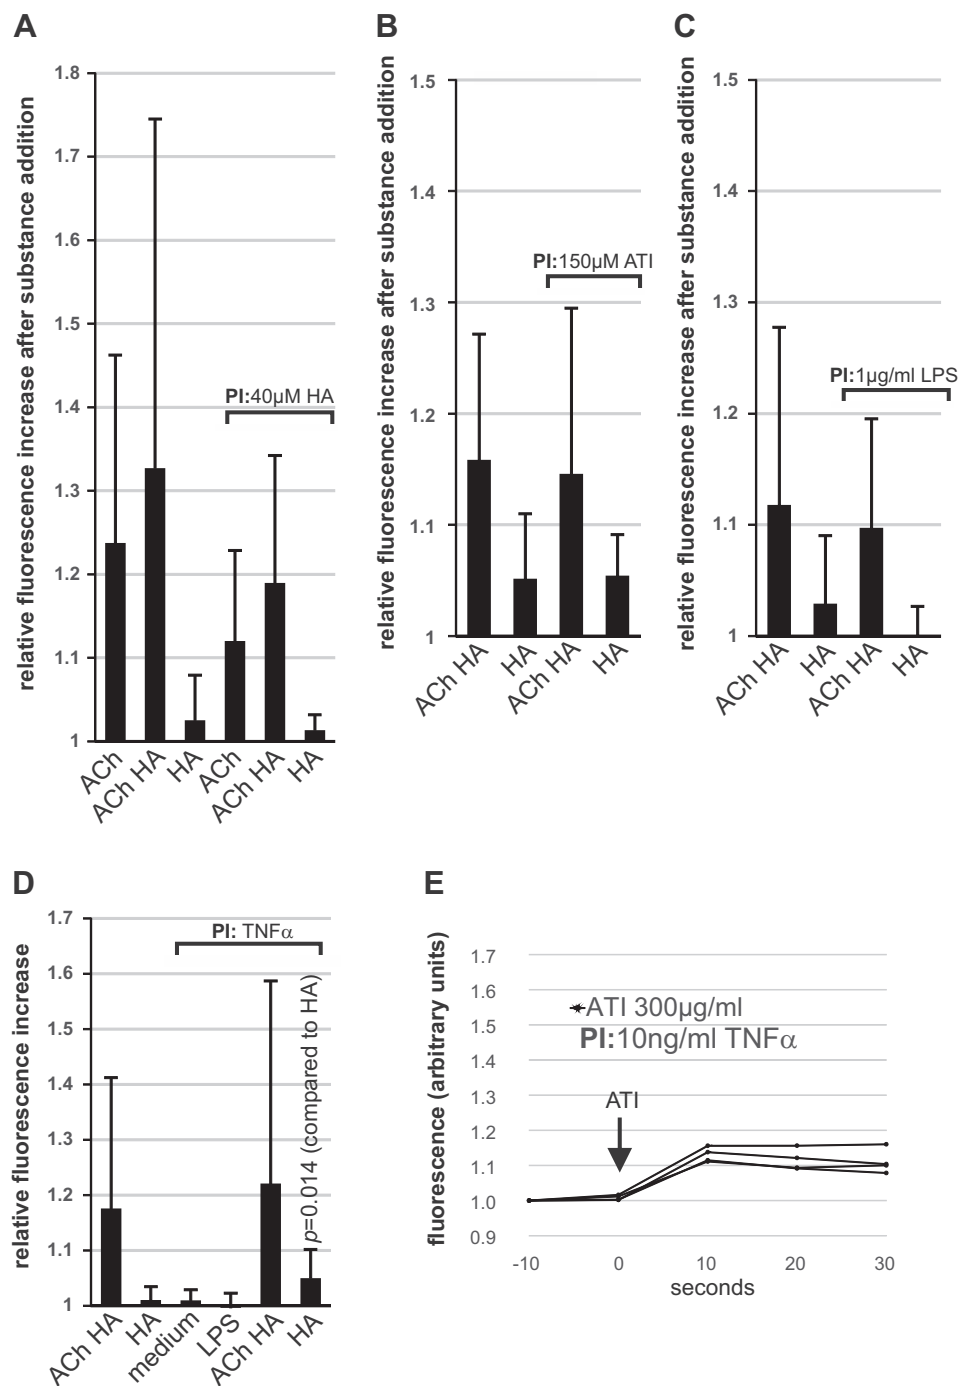 A
relative fluorescence increase after substance addition
1.8
1.7
1.6
1.5
1.4
1.3
1.2
1.1
1
PI:40µM HA
ACh
ACh HA
HA
ACh
ACh HA
HA
B
relative fluorescence increase after substance addition
1.5
1.4
1.3
1.2
1.1
1
PI:150µM ATI
ACh HA
HA
ACh HA
HA
C
relative fluorescence increase after substance addition
1.5
1.4
1.3
1.2
1.1
1
PI:1µg/ml LPS
ACh HA
HA
ACh HA
HA
D
relative fluorescence increase
1.7
1.6
1.5
1.4
1.3
1.2
1.1
1
PI: TNFα
p=0.014 (compared to HA)
ACh HA
HA
medium
LPS
ACh HA
HA
E
fluorescence (arbitrary units)
1.7
1.6
1.5
1.4
1.3
1.2
1.1
1.0
0.9
ATI 300µg/ml
PI:10ng/ml TNFα
ATI
-10
0
10
20
30
seconds